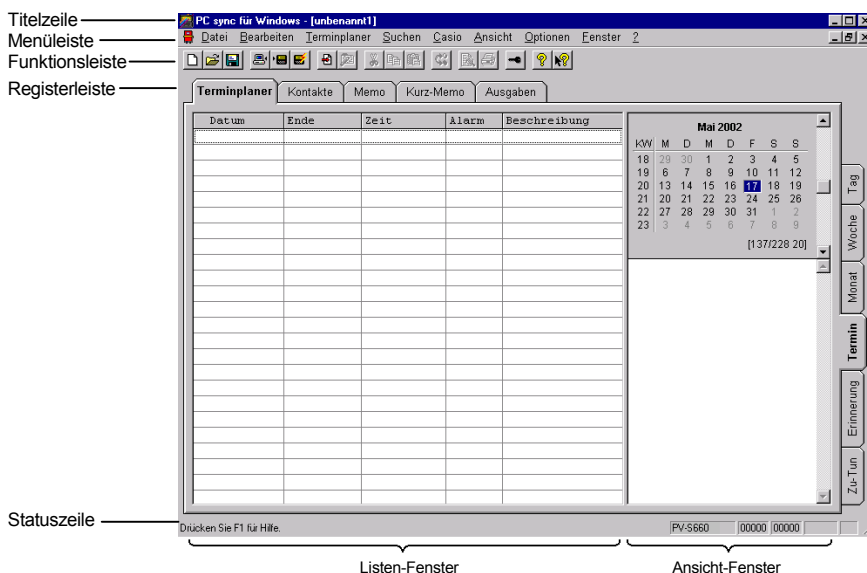 Titelzeile
PC sync für Windows - [unbenannt1]
Menüleiste
Datei Bearbeiten Terminplaner Suchen Casio Ansicht Optionen Fenster ?
Funktionsleiste
Registerleiste
Terminplaner Kontakte Memo Kurz-Memo Ausgaben
Datum Ende Zeit Alarm Beschreibung
Mai 2002
KW M D M D F S S
18 29 30 1 2 3 4 5
19 6 7 8 9 10 11 12
20 13 14 15 16 17 18 19
21 20 21 22 23 24 25 26
22 27 28 29 30 31 1 2
23 3 4 5 6 7 8 9
[137/228 20]
Tag
Woche
Monat
Termin
Erinnerung
Zu-Tun
Statuszeile
Drücken Sie F1 für Hilfe.
PV-S660 00000 00000
Listen-Fenster Ansicht-Fenster